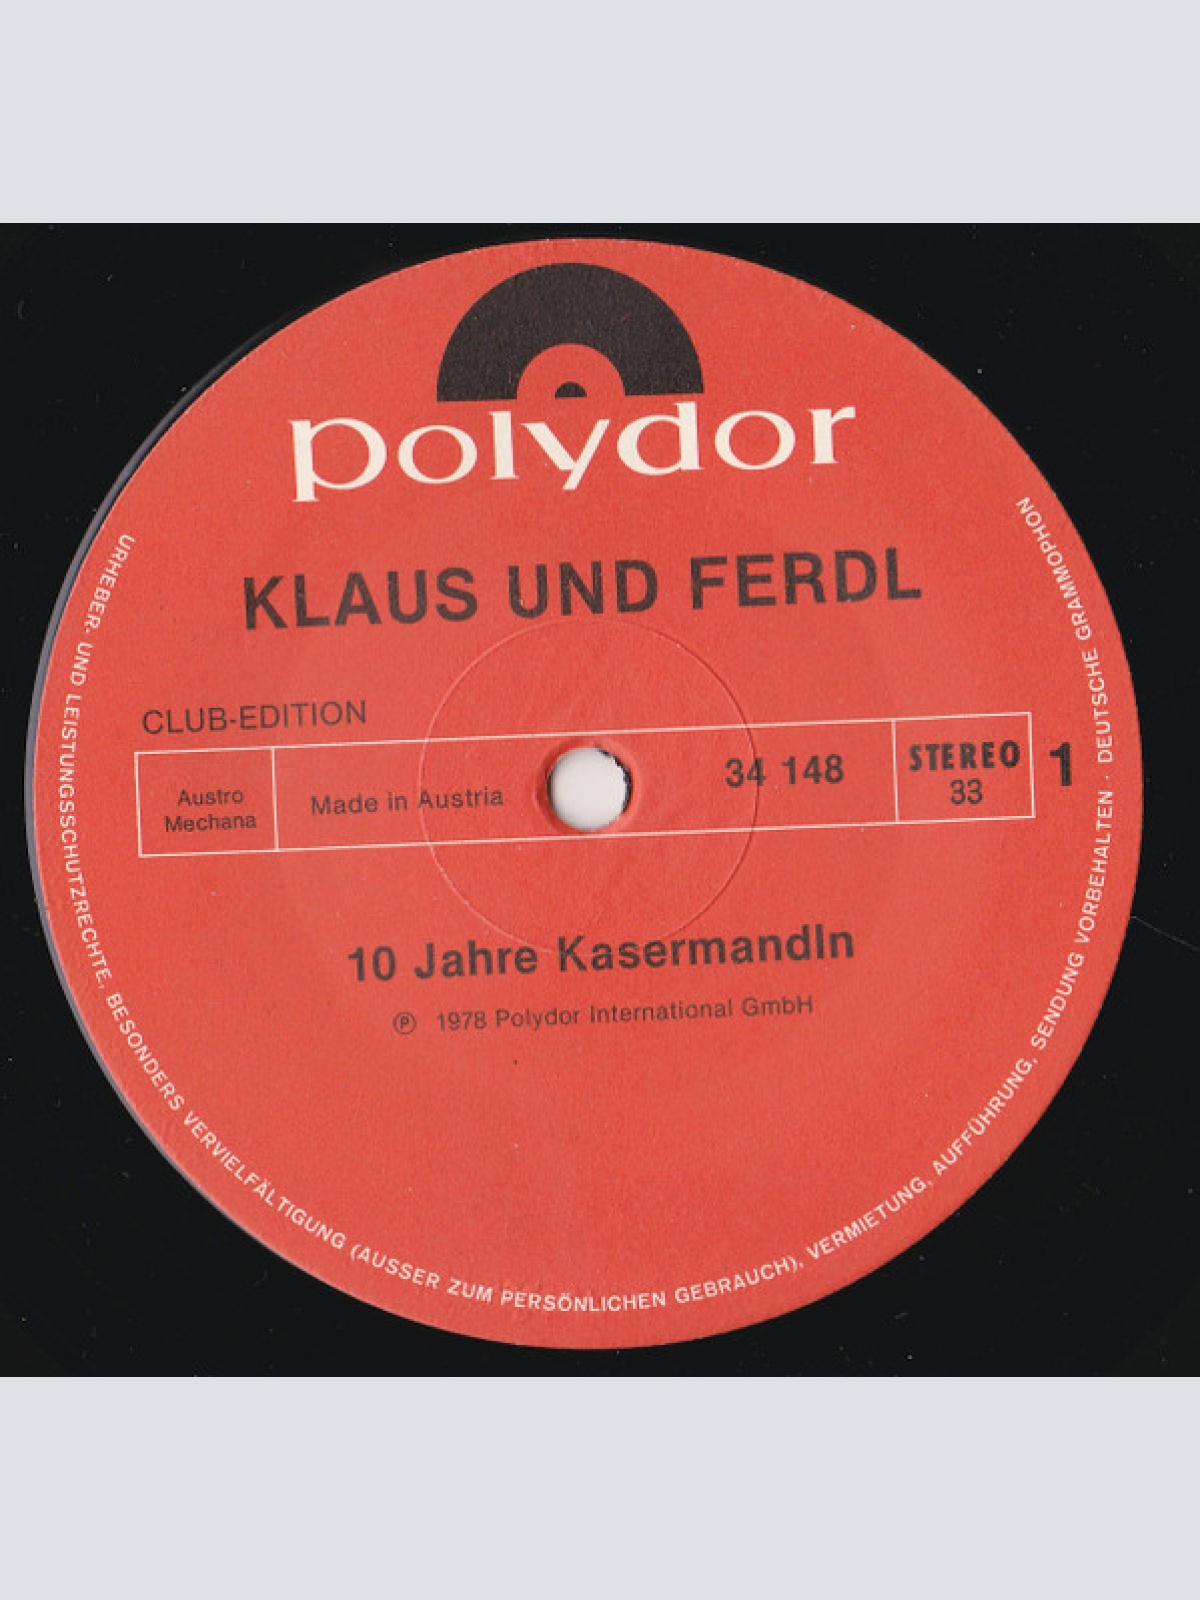 polydor
KLAUS UND FERDL
CLUB-EDITION
Austro
Mechana
Made in Austria
34 148
STEREO
33
1
10 Jahre Kasermandln
℗ 1978 Polydor International GmbH
URHEBER- UND LEISTUNGSSCHUTZRECHTE, BESONDERS VERVIELFÄLTIGUNG (AUSSER ZUM PERSÖNLICHEN GEBRAUCH), VERMIETUNG, AUFFÜHRUNG, SENDUNG VORBEHALTEN · DEUTSCHE GRAMMOPHON